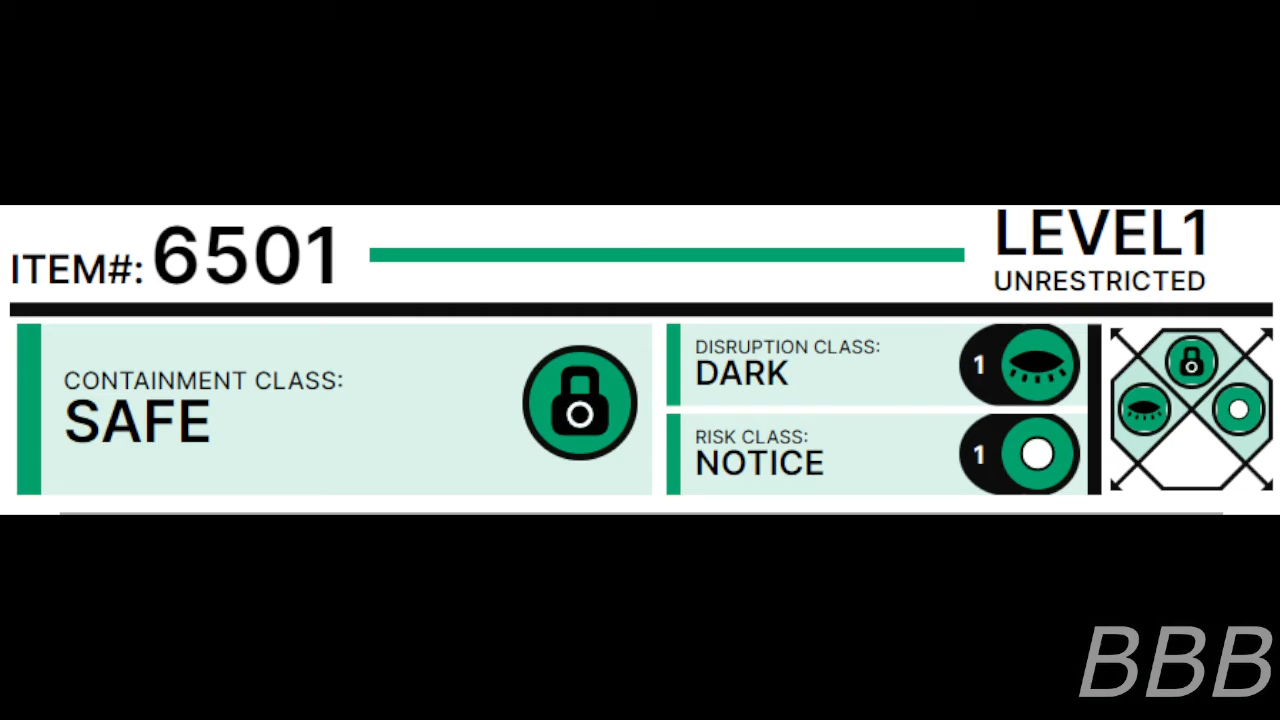 ITEM#: 6501
LEVEL1
UNRESTRICTED
CONTAINMENT CLASS:
SAFE
DISRUPTION CLASS:
DARK
1
RISK CLASS:
NOTICE
1
BBB